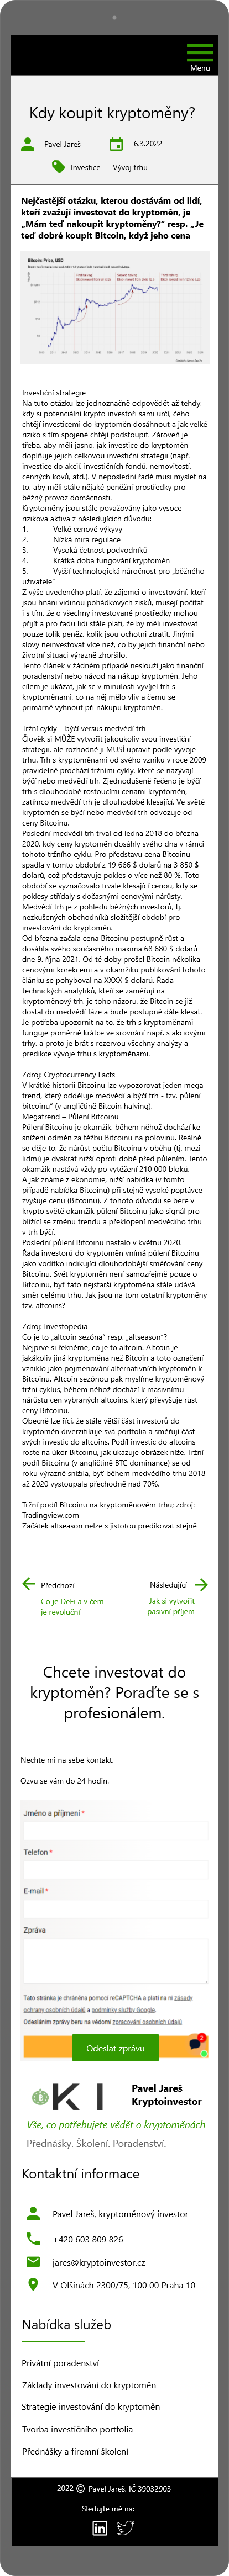 Menu
Kdy koupit kryptoměny?
Pavel Jareš
6.3.2022
Investice
Vývoj trhu
Nejčastější otázku, kterou dostávám od lidí,
kteří zvažují investovat do kryptoměn, je
„Mám teď nakoupit kryptoměny?“ resp. „Je
teď dobré koupit Bitcoin, když jeho cena
Bitcoin: Price, USD
Investiční strategie
Na tuto otázku lze jednoznačně odpovědět až tehdy,
kdy si potenciální krypto investoři sami určí, čeho
chtějí investicemi do kryptoměn dosáhnout a jak velké
riziko s tím spojené chtějí podstoupit. Zároveň je
třeba, aby měli jasno, jak investice do kryptoměn
doplňuje jejich celkovou investiční strategii (např.
investice do akcií, investičních fondů, nemovitostí,
cenných kovů, atd.). V neposlední řadě musí myslet na
to, aby měli stále nějaké peněžní prostředky pro
běžný provoz domácnosti.
Kryptoměny jsou stále považovány jako vysoce
riziková aktiva z následujících důvodu:
1. Velké cenové výkyvy
2. Nízká míra regulace
3. Vysoká četnost podvodníků
4. Krátká doba fungování kryptoměn
5. Vyšší technologická náročnost pro „běžného
uživatele“
Z výše uvedeného platí, že zájemci o investování, kteří
jsou hnáni vidinou pohádkových zisků, musejí počítat
i s tím, že o všechny investované prostředky mohou
přijít a pro řadu lidí stále platí, že by měli investovat
pouze tolik peněz, kolik jsou ochotni ztratit. Jinými
slovy neinvestovat více než, co by jejich finanční nebo
životní situaci výrazně zhoršilo.
Tento článek v žádném případě neslouží jako finanční
poradenství nebo návod na nákup kryptoměn. Jeho
cílem je ukázat, jak se v minulosti vyvíjel trh s
kryptoměnami, co na něj mělo vliv a čemu se
primárně vyhnout při nákupu kryptoměn.
Tržní cykly – býčí versus medvědí trh
Člověk si MŮŽE vytvořit jakoukoliv svou investiční
strategii, ale obratně ji MUSÍ upravit podle vývoje
trhu. Trh s kryptoměnami od svého vzniku v roce 2009
pravidelně prochází tržními cykly, které se nazývají
býčí nebo medvědí trh. Zjednodušeně řečeno je býčí
trh s dlouhodobě rostoucími cenami kryptoměn,
zatímco medvědí trh je dlouhodobě klesající. Ve světě
kryptoměn se býčí nebo medvědí trh odvozuje od
ceny Bitcoinu.
Poslední medvědí trh trval od ledna 2018 do března
2020, kdy ceny kryptoměn dosáhly svého dna v rámci
tohoto tržního cyklu. Pro představu cena Bitcoinu
spadla v tomto období z 19 666 $ dolarů na 3 850 $
dolarů, což představuje pokles o více než 80 %. Toto
období se vyznačovalo trvale klesající cenou, kdy se
poklesy střídaly s dočasnými cenovými nárůsty.
Medvědí trh je z pohledu běžných investorů, tj.
nezkušených drobníků složitější období pro
investování do kryptoměn.
Od března začala cena Bitcoinu postupně růst a
dosáhla svého současného maxima 68 680 $ dolarů
dne 9. října 2021. Od té doby prošel Bitcoin několika
cenovými korekcemi a v okamžiku publikování tohoto
článku se pohyboval na XXXX $ dolarů. Řada
technických analytiků, kteří se zaměřují na
kryptoměnový trh, je toho názoru, že Bitcoin se již
dostal do medvědí fáze a bude postupně dále klesat.
Je potřeba upozornit na to, že trh s kryptoměnami
funguje poměrně krátce ve srovnání např. s akciovými
trhy, a proto je brát s rezervou všechny analýzy a
predikce vývoje trhu s kryptoměnami.
Zdroj: Cryptocurrency Facts
V krátké historii Bitcoinu lze vypozorovat jeden mega
trend, který odděluje medvědí a býčí trh - tzv. půlení
bitcoinu“ (v angličtině Bitcoin halving).
Megatrend – Půlení Bitcoinu
Půlení Bitcoinu je okamžik, během něhož dochází ke
snížení odměn za těžbu Bitcoinu na polovinu. Reálně
se děje to, že nárůst počtu Bitcoinu v oběhu (tj. mezi
lidmi) je dvakrát nižší oproti době před půlením. Tento
okamžik nastává vždy po vytěžení 210 000 bloků.
A jak známe z ekonomie, nižší nabídka (v tomto
případě nabídka Bitcoinů) při stejně vysoké poptávce
zvyšuje cenu (Bitcoinu). Z tohoto důvodu se bere v
krypto světě okamžik půlení Bitcoinu jako signál pro
blížící se změnu trendu a překlopení medvědího trhu
v trh býčí.
Poslední půlení Bitcoinu nastalo v květnu 2020.
Řada investorů do kryptoměn vnímá půlení Bitcoinu
jako vodítko indikující dlouhodobější směřování ceny
Bitcoinu. Svět kryptoměn není samozřejmě pouze o
Bitcoinu, byť tato nejstarší kryptoměna stále udává
směr celému trhu. Jak jsou na tom ostatní kryptoměny
tzv. altcoins?
Zdroj: Investopedia
Co je to „altcoin sezóna“ resp. „altseason“?
Nejprve si řekněme, co je to altcoin. Altcoin je
jakákoliv jiná kryptoměna než Bitcoin a toto označení
vzniklo jako pojmenování alternativních kryptoměn k
Bitcoinu. Altcoin sezónou pak myslíme kryptoměnový
tržní cyklus, během něhož dochází k masivnímu
nárůstu cen vybraných altcoins, který převyšuje růst
ceny Bitcoinu.
Obecně lze říci, že stále větší část investorů do
kryptoměn diverzifikuje svá portfolia a směřují část
svých investic do altcoins. Podíl investic do altcoins
roste na úkor Bitcoinu, jak ukazuje obrázek níže. Tržní
podíl Bitcoinu (v angličtině BTC dominance) se od
roku výrazně snížila, byť během medvědího trhu 2018
až 2020 vystoupala přechodně nad 70%.
Tržní podíl Bitcoinu na kryptoměnovém trhu: zdroj:
Tradingview.com
Začátek altseason nelze s jistotou predikovat stejně
Předchozí
Následující
Co je DeFi a v čem
je revoluční
Jak si vytvořit
pasivní příjem
Chcete investovat do
kryptoměn? Poraďte se s
profesionálem.
Nechte mi na sebe kontakt.
Ozvu se vám do 24 hodin.
Jméno a příjmení *
Telefon *
E-mail *
Zpráva
Tato stránka je chráněna pomocí reCAPTCHA a platí na ni zásady
ochrany osobních údajů a podmínky služby Google.
Odesláním zprávy beru na vědomí zpracování osobních údajů
Odeslat zprávu
2
KI
Pavel Jareš
Kryptoinvestor
Vše, co potřebujete vědět o kryptoměnách
Přednášky. Školení. Poradenství.
Kontaktní informace
Pavel Jareš, kryptoměnový investor
+420 603 809 826
jares@kryptoinvestor.cz
V Olšinách 2300/75, 100 00 Praha 10
Nabídka služeb
Privátní poradenství
Základy investování do kryptoměn
Strategie investování do kryptoměn
Tvorba investičního portfolia
Přednášky a firemní školení
2022 © Pavel Jareš, IČ 39032903
Sledujte mě na: